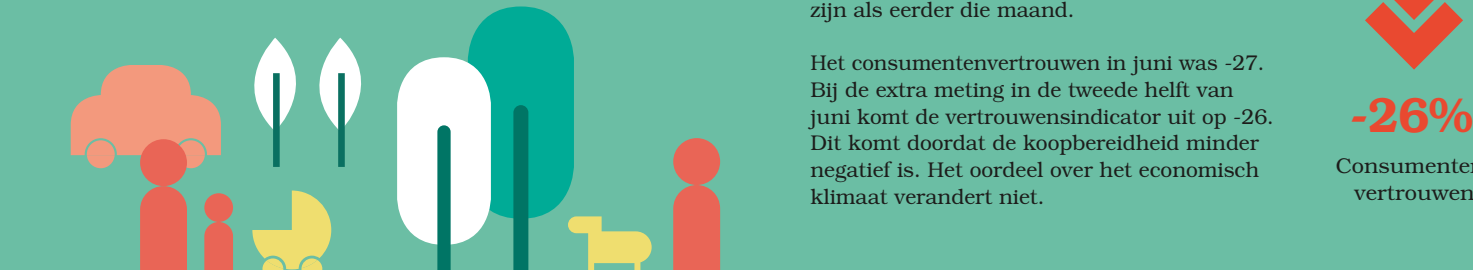 zijn als eerder die maand.
Het consumentenvertrouwen in juni was -27.
Bij de extra meting in de tweede helft van
juni komt de vertrouwensindicator uit op -26.
Dit komt doordat de koopbereidheid minder
negatief is. Het oordeel over het economisch
klimaat verandert niet.
-26%
Consumenten
vertrouwen